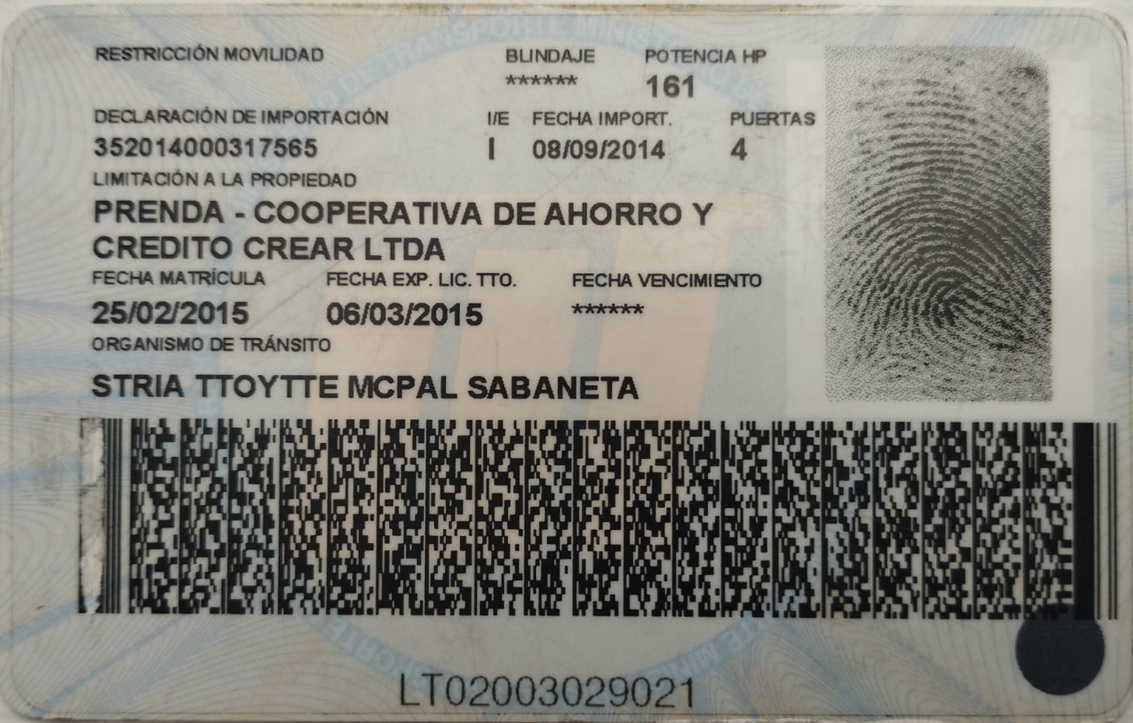 RESTRICCIÓN MOVILIDAD BLINDAJE POTENCIA HP
****** 161
DECLARACIÓN DE IMPORTACIÓN I/E FECHA IMPORT. PUERTAS
352014000317565 I 08/09/2014 4
LIMITACIÓN A LA PROPIEDAD
PRENDA - COOPERATIVA DE AHORRO Y
CREDITO CREAR LTDA
FECHA MATRÍCULA FECHA EXP. LIC. TTO. FECHA VENCIMIENTO
25/02/2015 06/03/2015 ******
ORGANISMO DE TRÁNSITO
STRIA TTOYTTE MCPAL SABANETA
LT02003029021